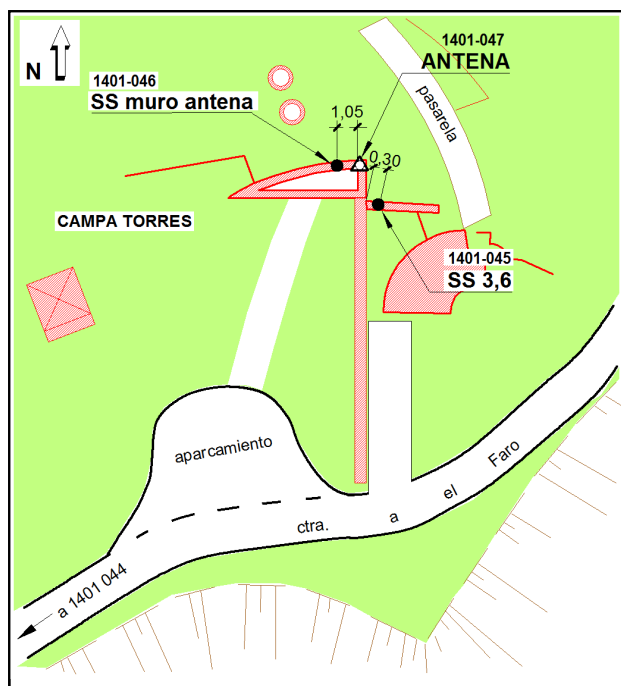 N
1401-047
ANTENA
1401-046
SS muro antena
1,05
0,30
pasarela
CAMPA TORRES
1401-045
SS 3,6
aparcamiento
ctra. a el Faro
a 1401 044